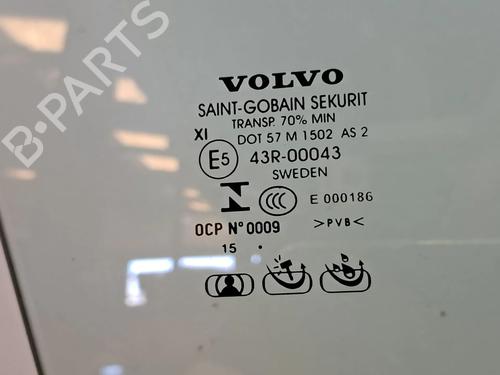 B-PARTS
VOLVO
SAINT-GOBAIN SEKURIT
TRANSP. 70% MIN
XI DOT 57 M 1502 AS 2
E5 43R-00043
SWEDEN
N CCC E 000186
OCP N°0009 >PVB<
15 .